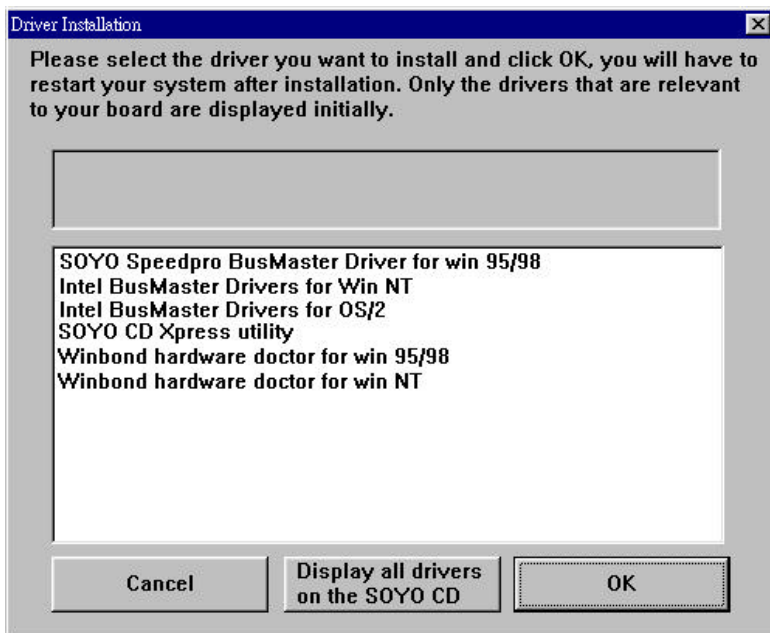 Driver Installation
Please select the driver you want to install and click OK, you will have to
restart your system after installation. Only the drivers that are relevant
to your board are displayed initially.
SOYO Speedpro BusMaster Driver for win 95/98
Intel BusMaster Drivers for Win NT
Intel BusMaster Drivers for OS/2
SOYO CD Xpress utility
Winbond hardware doctor for win 95/98
Winbond hardware doctor for win NT
Cancel
Display all drivers
on the SOYO CD
OK